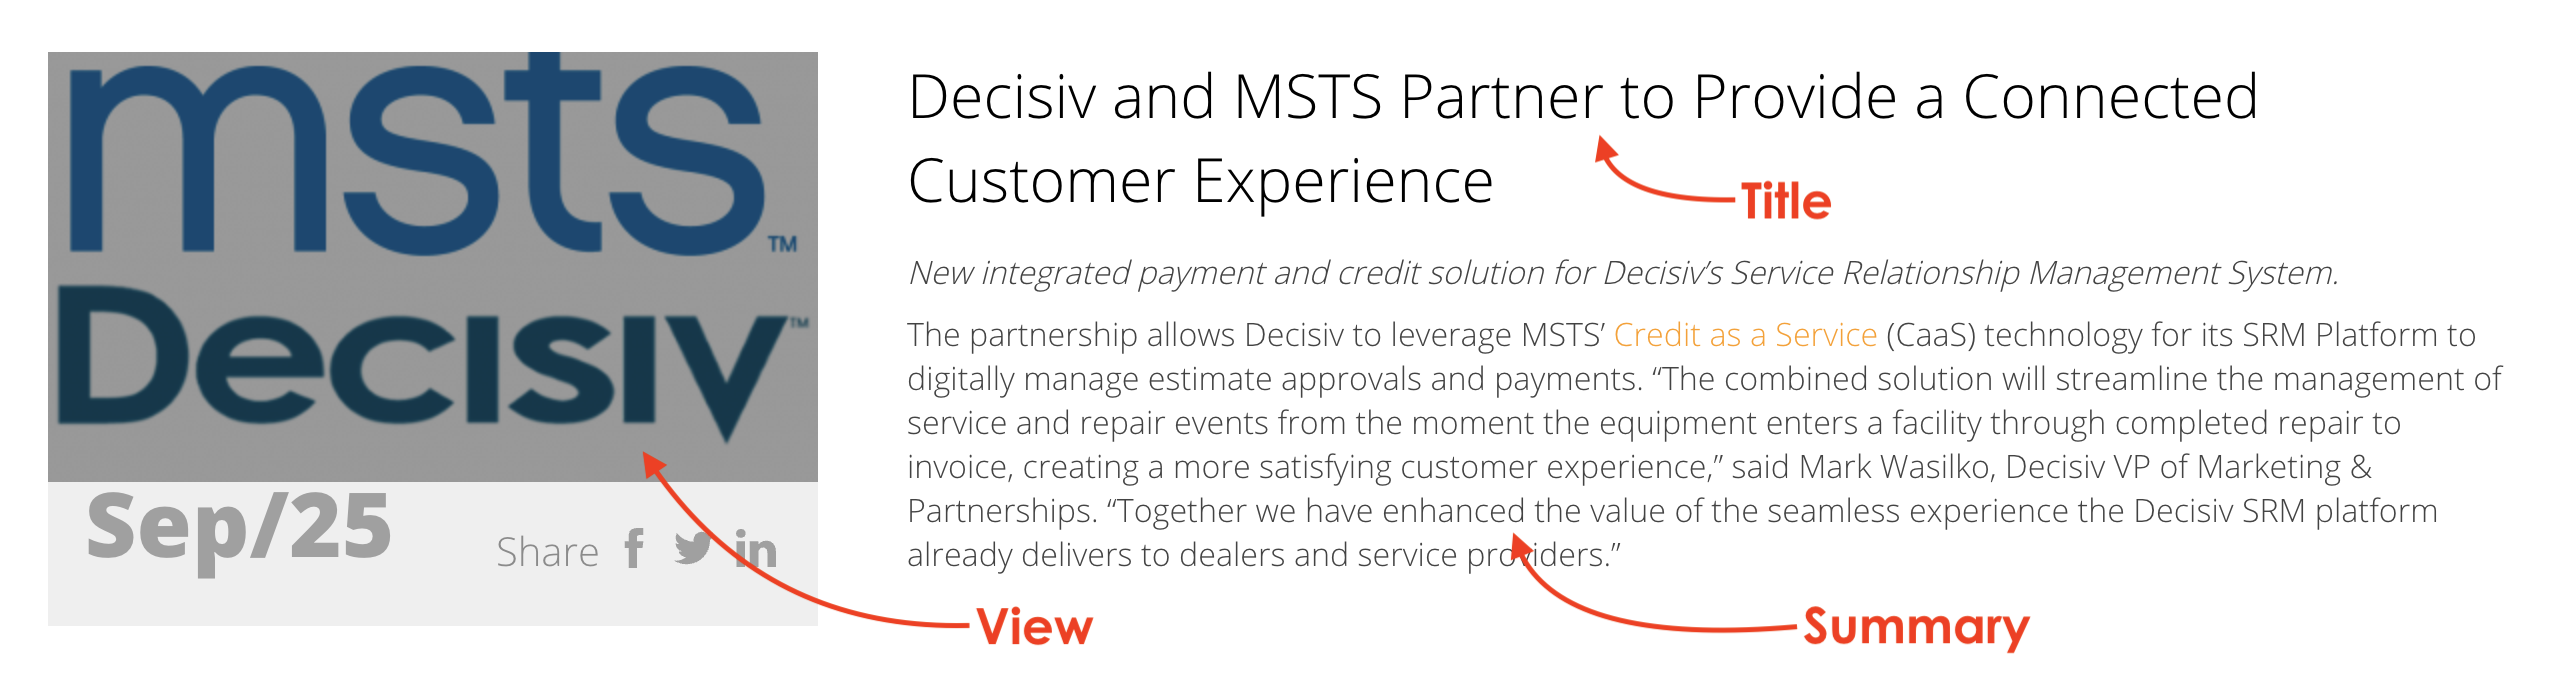 msts™
Decisiv™
Sep/25
Share
View
Decisiv and MSTS Partner to Provide a Connected
Customer Experience
Title
New integrated payment and credit solution for Decisiv’s Service Relationship Management System.
The partnership allows Decisiv to leverage MSTS’ Credit as a Service (CaaS) technology for its SRM Platform to
digitally manage estimate approvals and payments. “The combined solution will streamline the management of
service and repair events from the moment the equipment enters a facility through completed repair to
invoice, creating a more satisfying customer experience,” said Mark Wasilko, Decisiv VP of Marketing &
Partnerships. “Together we have enhanced the value of the seamless experience the Decisiv SRM platform
already delivers to dealers and service providers.”
Summary